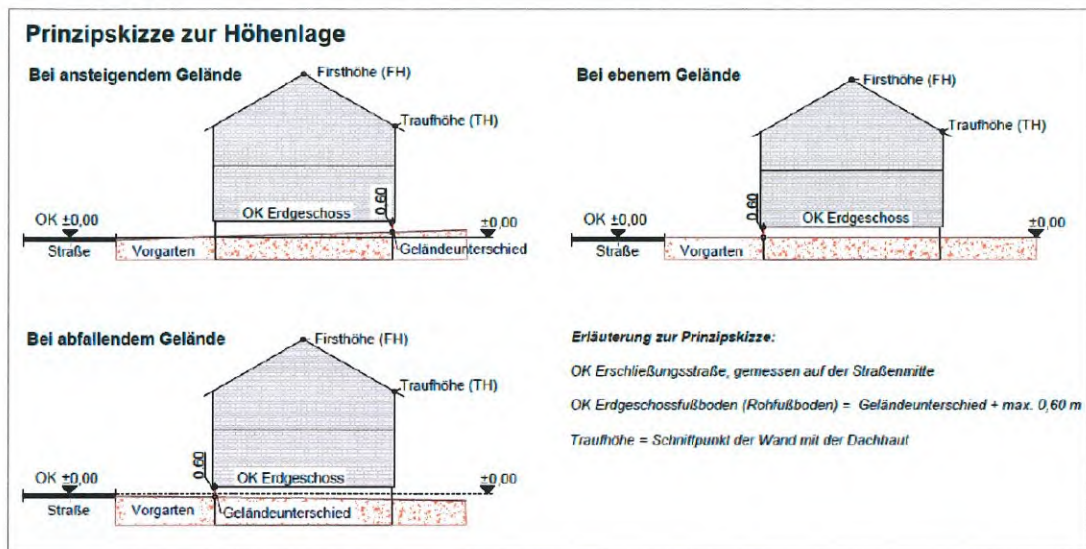 Prinzipskizze zur Höhenlage
Bei ansteigendem Gelände
Firsthöhe (FH)
Traufhöhe (TH)
0,60
OK Erdgeschoss
OK ±0,00
±0,00
Straße
Vorgarten
Geländeunterschied
Bei ebenem Gelände
Firsthöhe (FH)
Traufhöhe (TH)
0,60
OK Erdgeschoss
OK ±0,00
±0,00
Straße
Vorgarten
Bei abfallendem Gelände
Firsthöhe (FH)
Traufhöhe (TH)
0,60
OK Erdgeschoss
OK ±0,00
±0,00
Straße
Vorgarten
Geländeunterschied
Erläuterung zur Prinzipskizze:
OK Erschließungsstraße, gemessen auf der Straßenmitte
OK Erdgeschossfußboden (Rohfußboden) = Geländeunterschied + max. 0,60 m
Traufhöhe = Schnittpunkt der Wand mit der Dachhaut